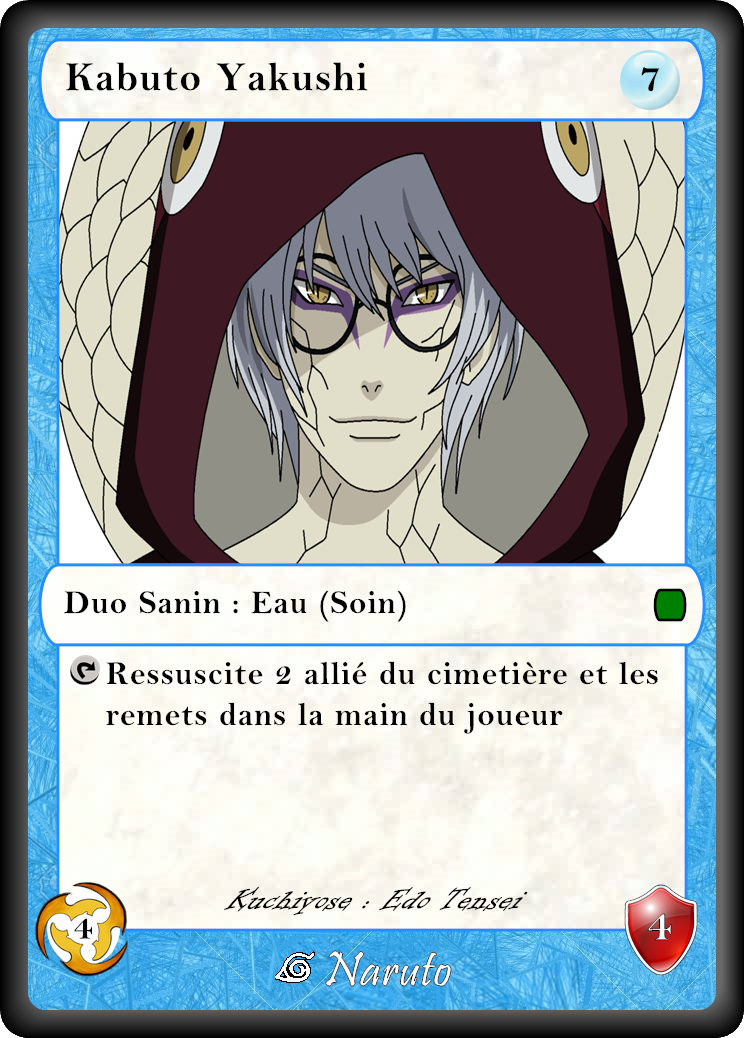 Kabuto Yakushi
7
Duo Sanin : Eau (Soin)
Ressuscite 2 allié du cimetière et les
remets dans la main du joueur
Kuchiyose : Edo Tensei
4
4
Naruto